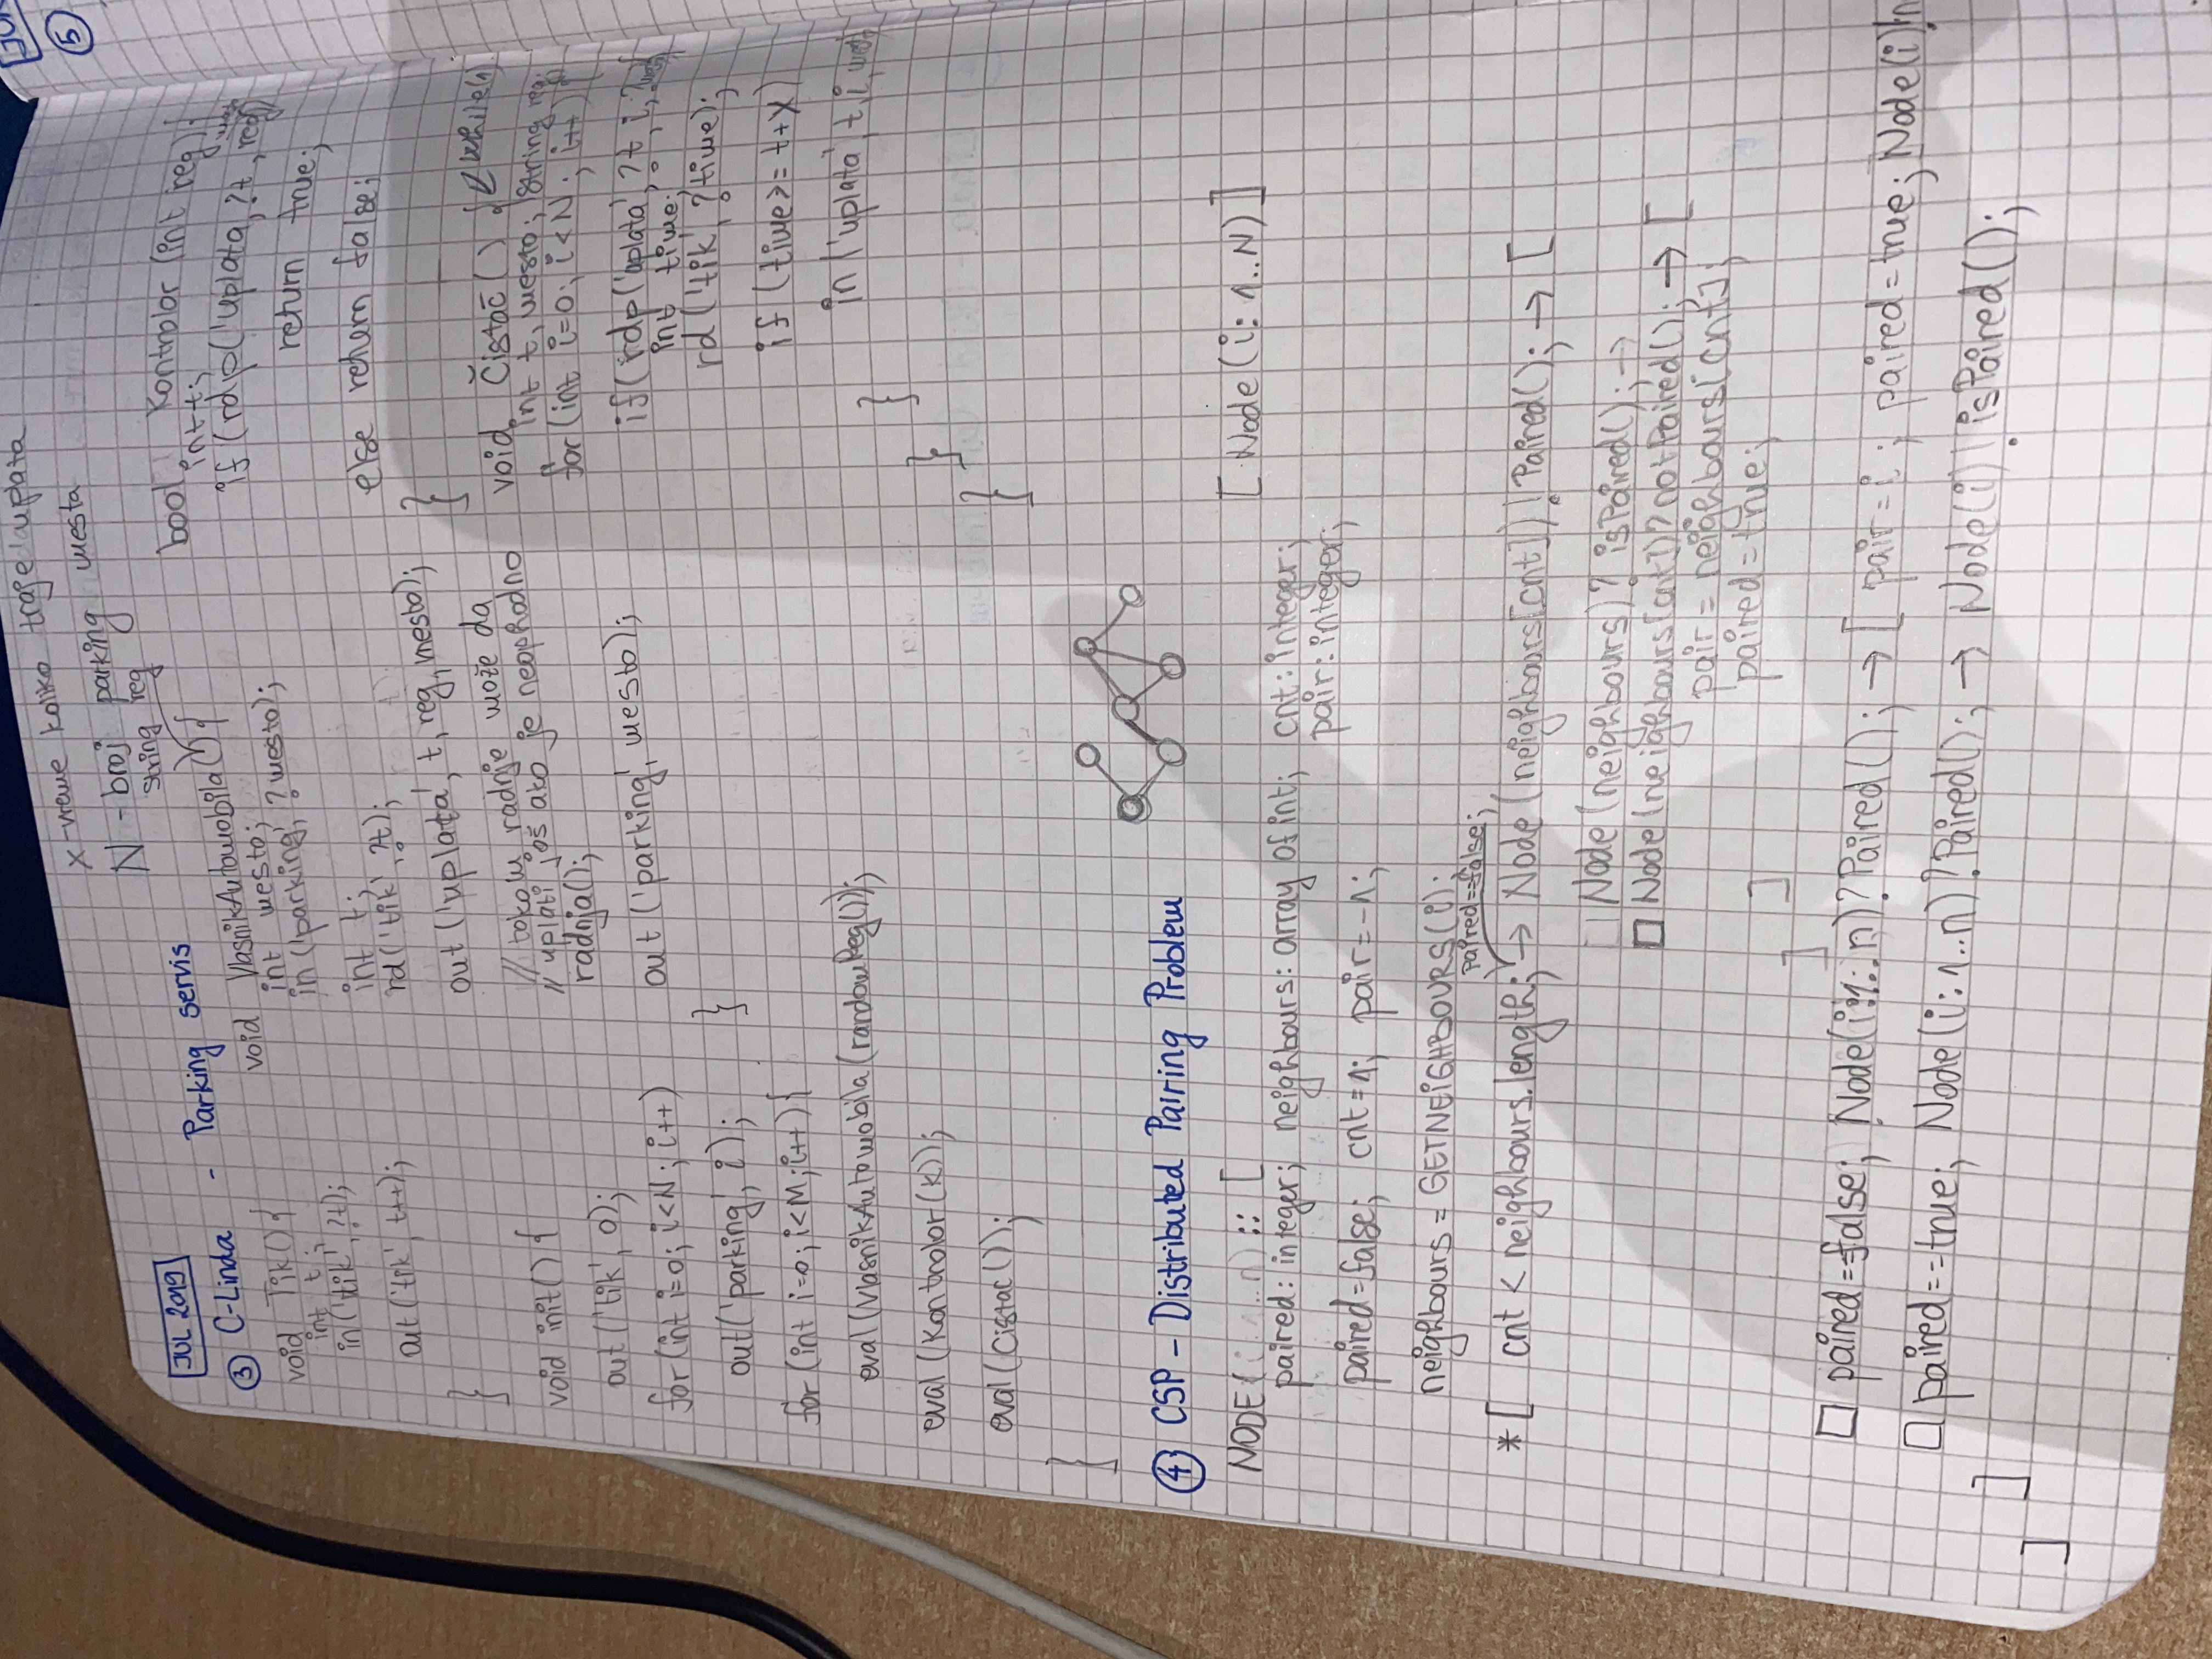 x-vreme koliko traje uplata
N - broj parking mesta
JUL 2019
③ C-Linda - Parking servis
void Tik(){
int t;
in('tik', ?t);
out('tik', t++);
}
void init(){
out('tik', 0);
for(int i=0; i<N; i++)
out('parking', i);
for(int i=0; i<M; i++){
eval(VlasnikAutomobila(randomReg());
eval(Kontrolor(k));
eval(Cistac());
}
string reg
void VlasnikAutomobila(){
int mesto;
in('parking', ?mesto);
int t;
rd('tik', ?t);
out('uplata', t, reg, mesto);
// tokom radnje može da
// uplati još ako je neophodno
radnja();
out('parking', mesto);
}
bool Kontrolor(int reg){
int t;
if(rdp('uplata, ?t, reg
return true;
else return false;
}
void Čistač() { while(1)
int t, mesto; string reg;
for(int i=0; i<N; i++){
if(rdp('uplata', ?t, i,
int time;
rd('tik', ?time);
if(time>=t+X)
in('uplata', t, i,
}
}
}
④ CSP - Distributed Pairing Problem
NODE(i:1..n) :: [
[Node(i:1..N)]
paired: integer; neighbours: array of int; cnt: integer;
pair: integer;
paired=false; cnt=1; pair=-1;
neighbours = GETNEIGHBOURS(i);
paired==false;
*[ cnt < neighbours.length; → Node(neighbours[cnt])!Paired(); → [
□ Node(neighbours)?isPaired(); →
□ Node(neighbours[cnt])?notPaired(); → [
pair = neighbours[cnt];
paired=true;
]
]
□ paired==false; Node(i:1..n)?Paired(); → [ pair=i; paired=true; Node(i)!n
□ paired==true; Node(i:1..n)?Paired(); → Node(i)!isPaired();
]
]
⑤